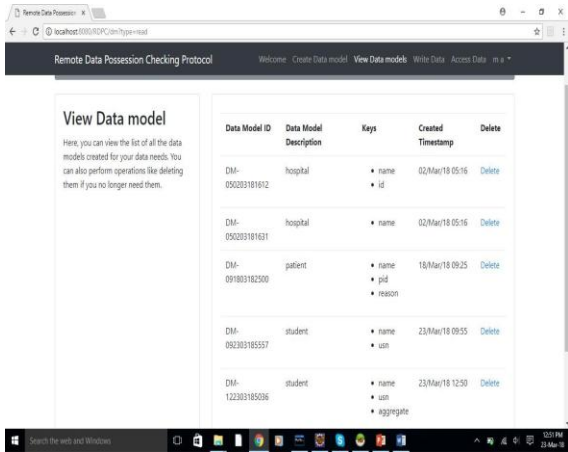 Remote Data Possession
localhost:8080/RDPC/dm?type=read
Remote Data Possession Checking Protocol
Welcome Create Data model View Data models Write Data Access Data m a
View Data model
Here, you can view the list of all the data
models created for your data needs. You
can also perform operations like deleting
them if you no longer need them.
Data Model ID Data Model Description Keys Created Timestamp Delete
DM-050203181612 hospital name 02/Mar/18 05:16 Delete
id
DM-050203181631 hospital name 02/Mar/18 05:16 Delete
DM-091803182500 patient name 18/Mar/18 09:25 Delete
pid
reason
DM-092303185557 student name 23/Mar/18 09:55 Delete
usn
DM-122303185036 student name 23/Mar/18 12:50 Delete
usn
aggregate
Search the web and Windows
12:51 PM
23-Mar-18